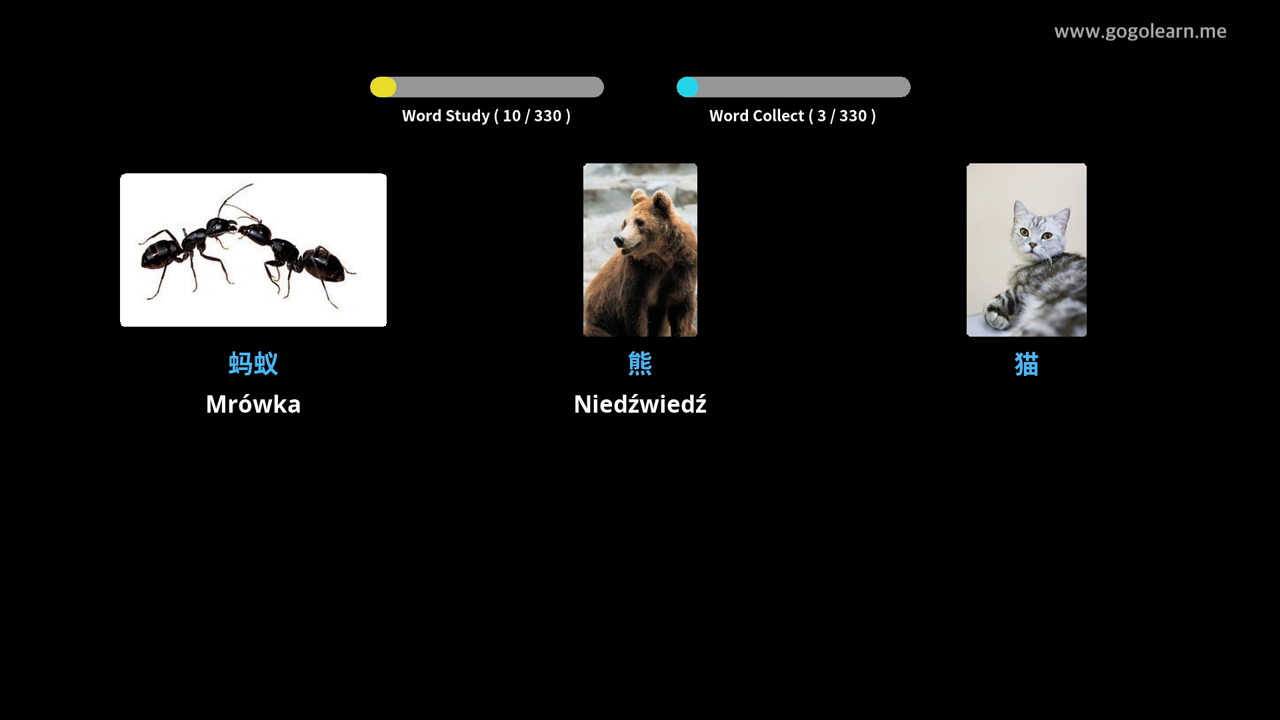 www.gogolearn.me
Word Study ( 10 / 330 )
Word Collect ( 3 / 330 )
蚂蚁
熊
猫
Mrówka
Niedźwiedź